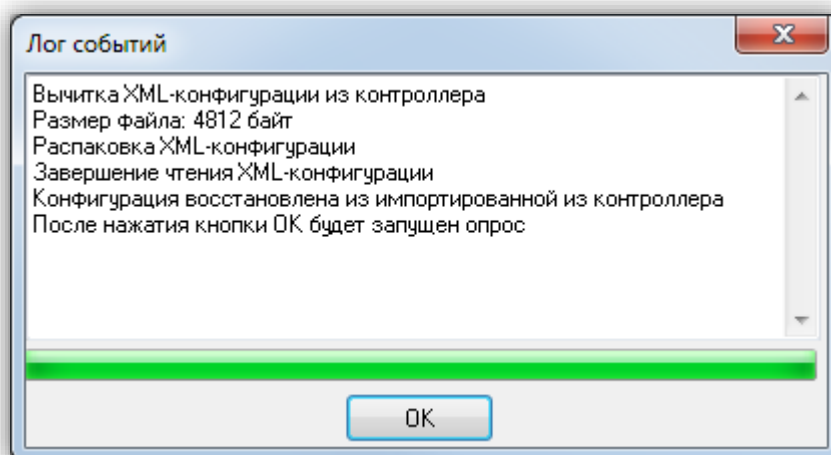 Лог событий
Вычитка XML-конфигурации из контроллера
Размер файла: 4812 байт
Распаковка XML-конфигурации
Завершение чтения XML-конфигурации
Конфигурация восстановлена из импортированной из контроллера
После нажатия кнопки OK будет запущен опрос
OK